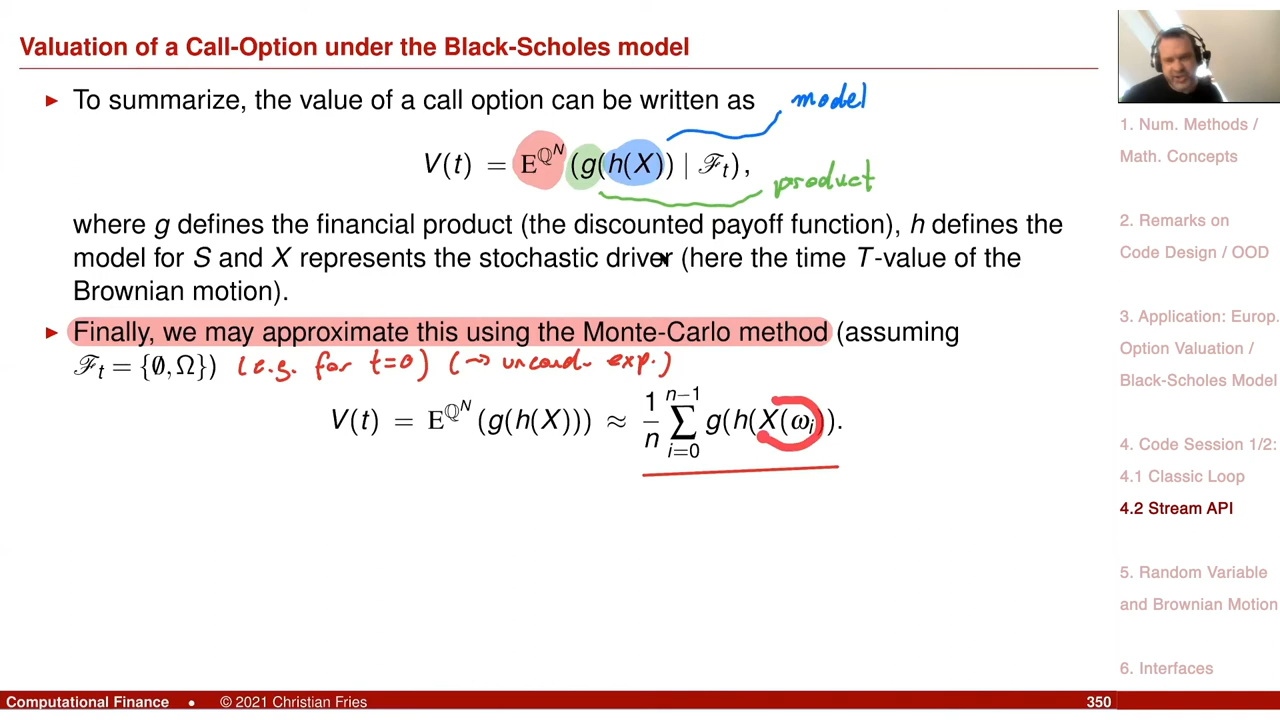 Valuation of a Call-Option under the Black-Scholes model
► To summarize, the value of a call option can be written as
model
V(t) = E^{ℚ^N} (g(h(X)) | ℱ_t),
product
where g defines the financial product (the discounted payoff function), h defines the
model for S and X represents the stochastic driver (here the time T-value of the
Brownian motion).
► Finally, we may approximate this using the Monte-Carlo method (assuming
ℱ_t = {∅, Ω}) (e.g. for t=0) (⇝ uncond. exp.)
V(t) = E^{ℚ^N} (g(h(X))) ≈ 1/n ∑_{i=0}^{n−1} g(h(X(ω_i))).
1. Num. Methods /
Math. Concepts
2. Remarks on
Code Design / OOD
3. Application: Europ.
Option Valuation /
Black-Scholes Model
4. Code Session 1/2:
4.1 Classic Loop
4.2 Stream API
5. Random Variable
and Brownian Motion
6. Interfaces
Computational Finance • © 2021 Christian Fries 350